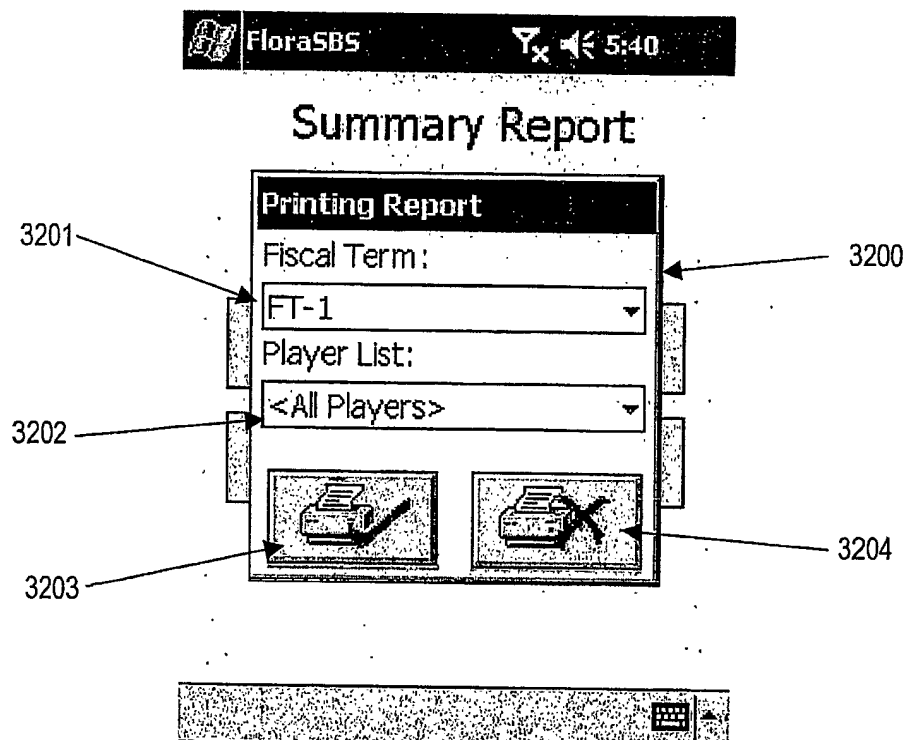 FloraSBS 5:40
Summary Report
Printing Report
3201
Fiscal Term:
3200
FT-1
Player List:
<All Players>
3202
3203
3204